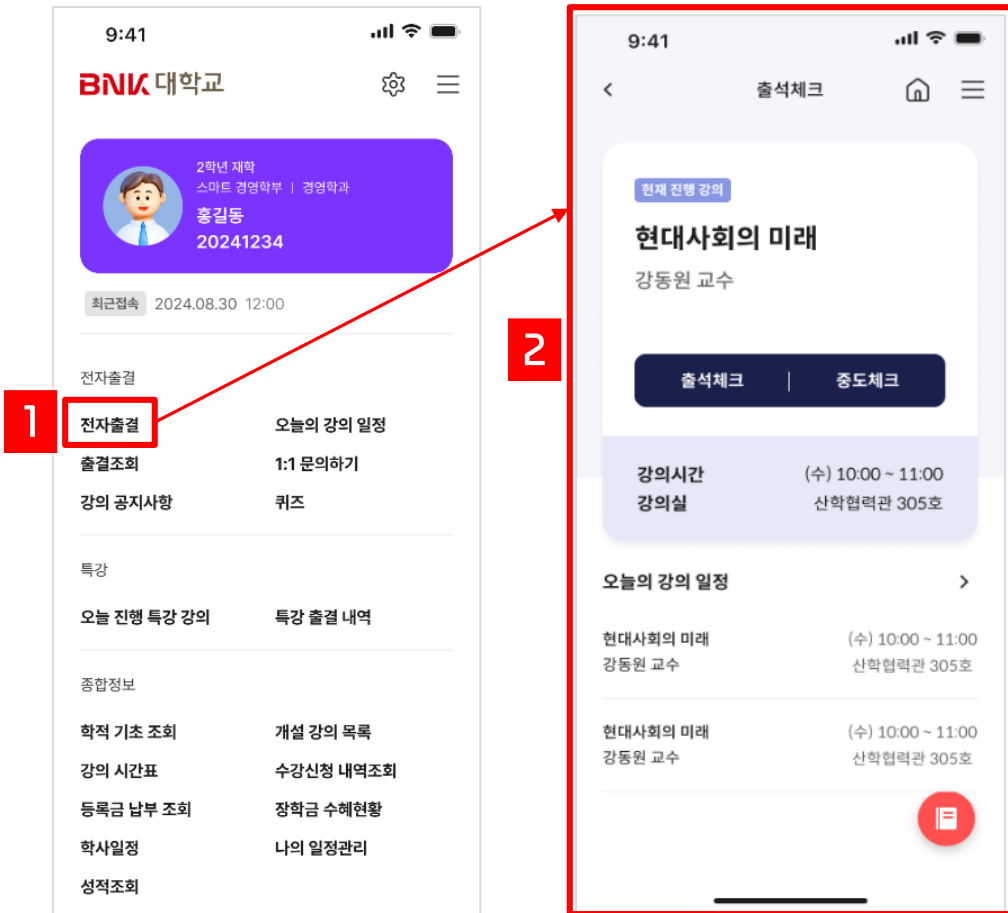 9:41
BNK 대학교
2학년 재학
스마트 경영학부 | 경영학과
홍길동
20241234
최근접속 2024.08.30 12:00
전자출결
1
전자출결 오늘의 강의 일정
출결조회 1:1 문의하기
강의 공지사항 퀴즈
특강
오늘 진행 특강 강의 특강 출결 내역
종합정보
학적 기초 조회 개설 강의 목록
강의 시간표 수강신청 내역조회
등록금 납부 조회 장학금 수혜현황
학사일정 나의 일정관리
성적조회
2
9:41
출석체크
현재 진행 강의
현대사회의 미래
강동원 교수
출석체크 | 중도체크
강의시간 (수) 10:00 ~ 11:00
강의실 산학협력관 305호
오늘의 강의 일정
현대사회의 미래 (수) 10:00 ~ 11:00
강동원 교수 산학협력관 305호
현대사회의 미래 (수) 10:00 ~ 11:00
강동원 교수 산학협력관 305호